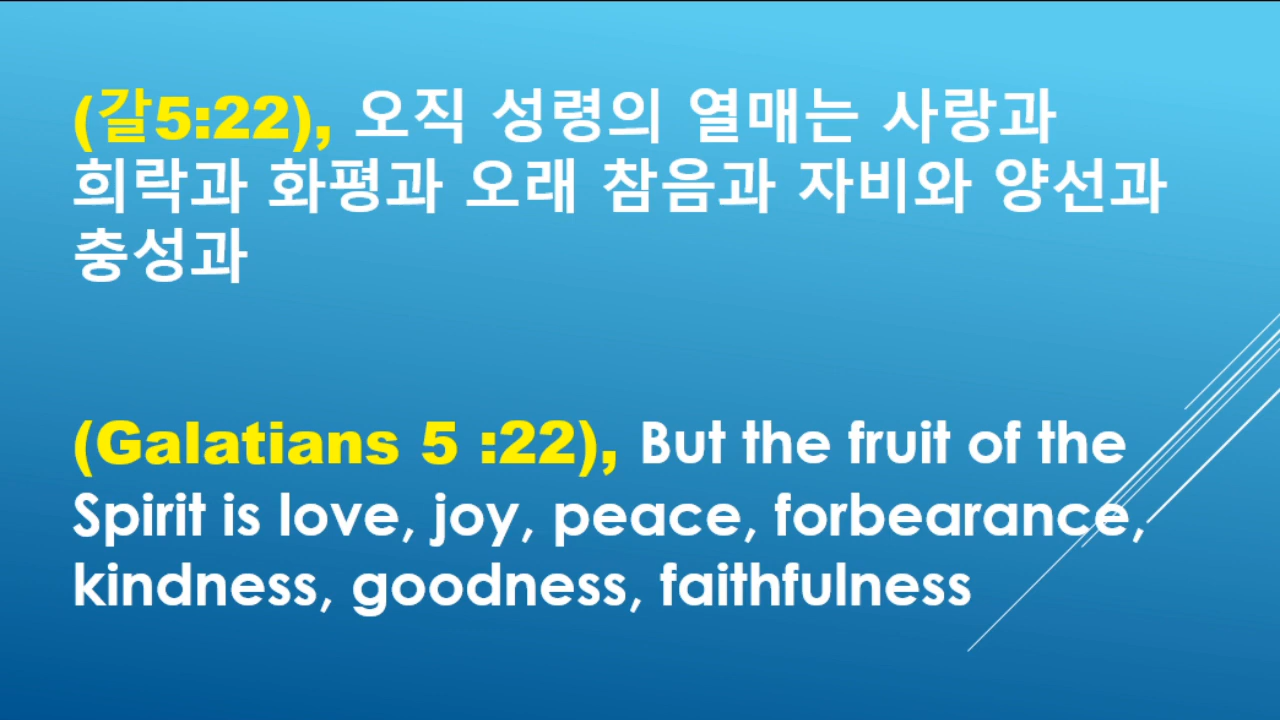 (갈5:22), 오직 성령의 열매는 사랑과
희락과 화평과 오래 참음과 자비와 양선과
충성과
(Galatians 5 :22), But the fruit of the
Spirit is love, joy, peace, forbearance,
kindness, goodness, faithfulness